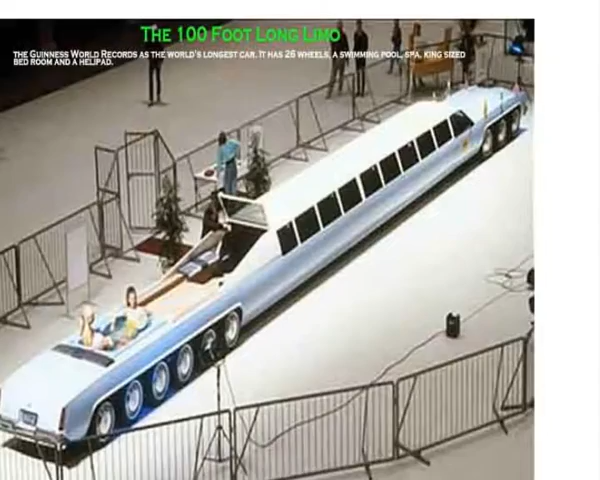 The 100 Foot Long Limo
the Guinness World Records as the world's longest car. It has 26 wheels, a swimming pool, spa, king sized
bed room and a helipad.